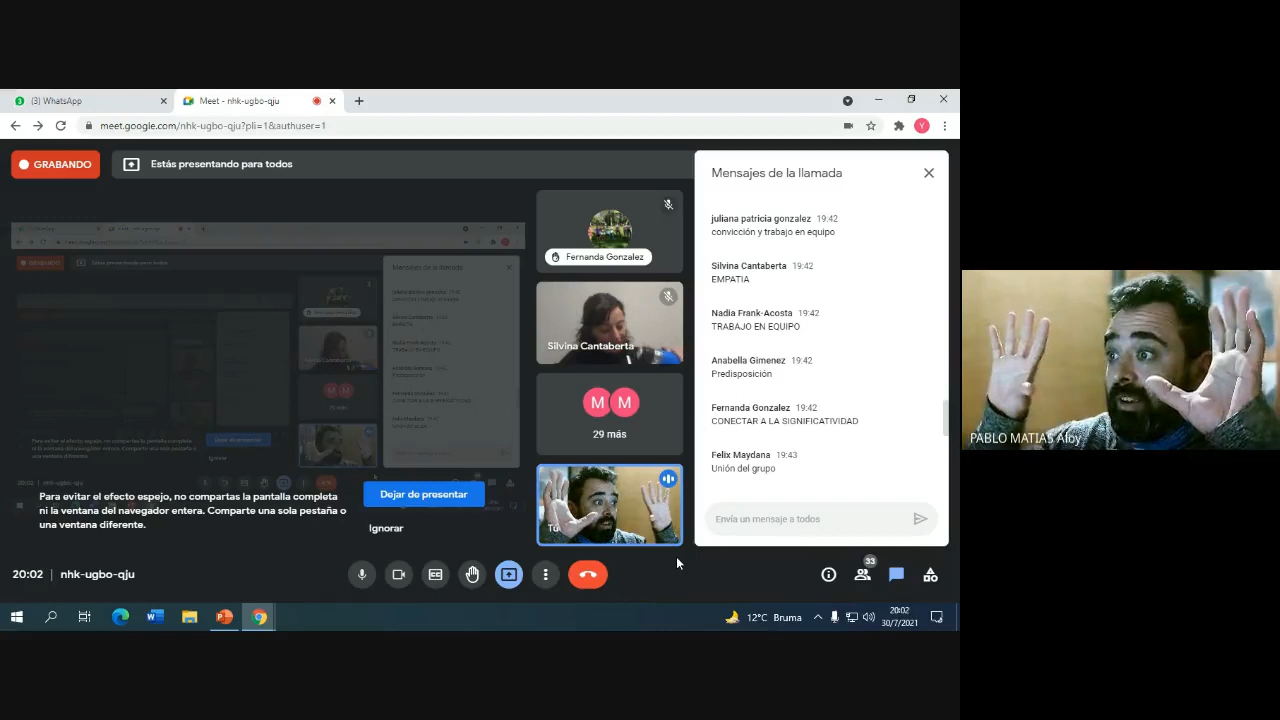 (3) WhatsApp
Meet - nhk-ugbo-qju
meet.google.com/nhk-ugbo-qju?pli=1&authuser=1
Y
GRABANDO
Estás presentando para todos
Fernanda Gonzalez
Silvina Cantaberta
M M
29 más
Tú
Mensajes de la llamada
juliana patricia gonzalez 19:42
convicción y trabajo en equipo
Silvina Cantaberta 19:42
EMPATIA
Nadia Frank-Acosta 19:42
TRABAJO EN EQUIPO
Anabella Gimenez 19:42
Predisposición
Fernanda Gonzalez 19:42
CONECTAR A LA SIGNIFICATIVIDAD
Felix Maydana 19:43
Unión del grupo
Envía un mensaje a todos
Para evitar el efecto espejo, no compartas la pantalla completa
ni la ventana del navegador entera. Comparte una sola pestaña o
una ventana diferente.
Dejar de presentar
Ignorar
20:02 | nhk-ugbo-qju
33
12°C Bruma
20:02
30/7/2021
PABLO MATIAS Aloy